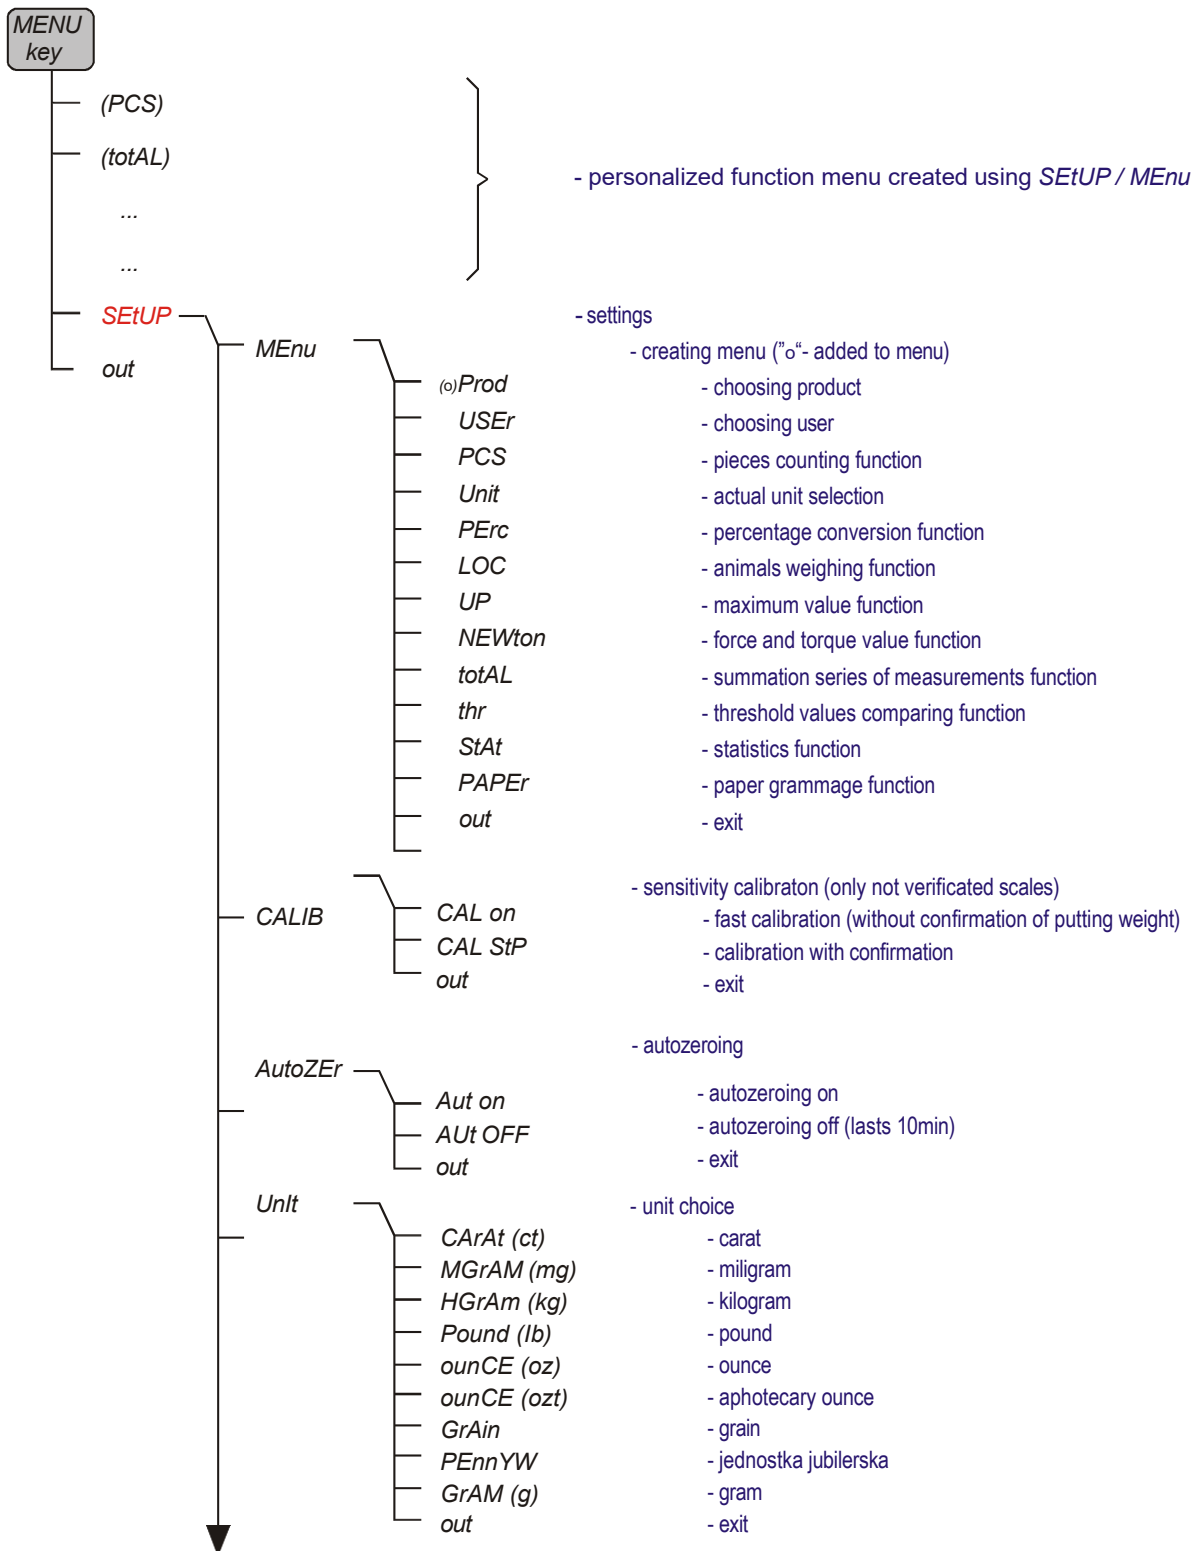 MENU
key
(PCS)
(totAL)
- personalized function menu created using SEtUP / MEnu
...
...
SEtUP - settings
MEnu - creating menu ("o"- added to menu)
out
(o)Prod - choosing product
USEr - choosing user
PCS - pieces counting function
Unit - actual unit selection
PErc - percentage conversion function
LOC - animals weighing function
UP - maximum value function
NEWton - force and torque value function
totAL - summation series of measurements function
thr - threshold values comparing function
StAt - statistics function
PAPEr - paper grammage function
out - exit
CALIB - sensitivity calibraton (only not verificated scales)
CAL on - fast calibration (without confirmation of putting weight)
CAL StP - calibration with confirmation
out - exit
AutoZEr - autozeroing
Aut on - autozeroing on
AUt OFF - autozeroing off (lasts 10min)
out - exit
UnIt - unit choice
CArAt (ct) - carat
MGrAM (mg) - miligram
HGrAm (kg) - kilogram
Pound (lb) - pound
ounCE (oz) - ounce
ounCE (ozt) - aphotecary ounce
GrAin - grain
PEnnYW - jednostka jubilerska
GrAM (g) - gram
out - exit